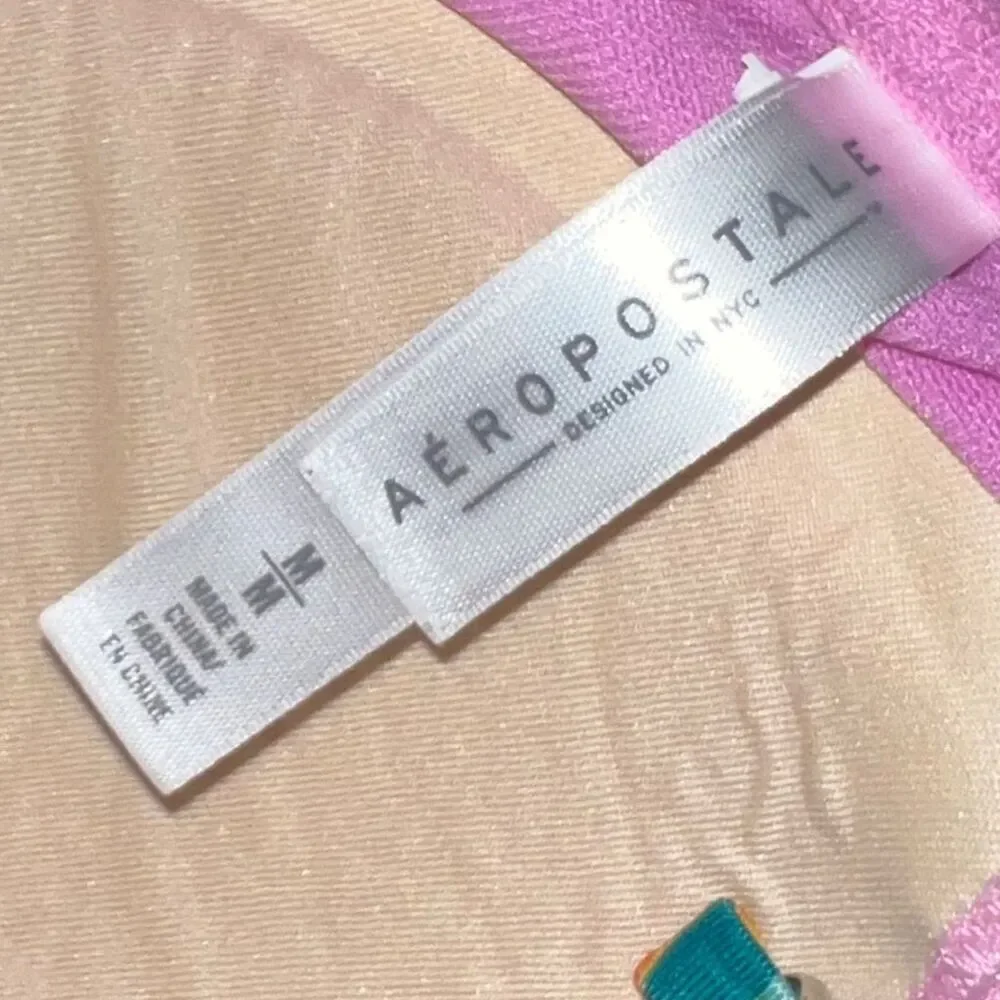 AÉROPOSTALE
DESIGNED IN NYC
M
M
MADE IN
CHINA/
FABRIQUÉ
EN CHINE